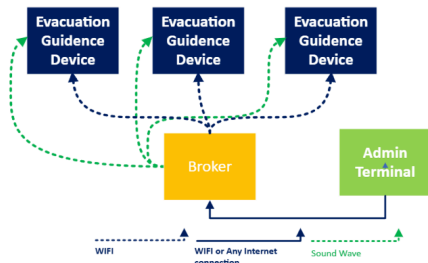 Evacuation
Guidence
Device
Evacuation
Guidence
Device
Evacuation
Guidence
Device
Broker
Admin
Terminal
WIFI
WIFI or Any Internet
connection
Sound Wave